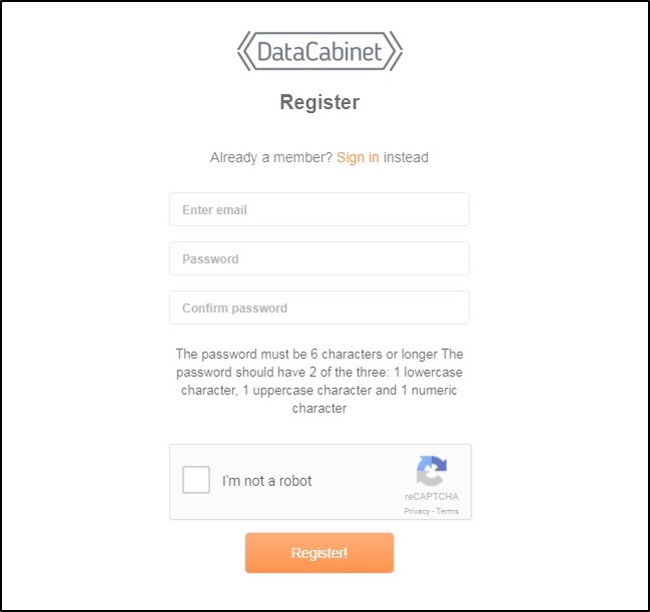 DataCabinet
Register
Already a member? Sign in instead
Enter email
Password
Confirm password
The password must be 6 characters or longer The
password should have 2 of the three: 1 lowercase
character, 1 uppercase character and 1 numeric
character
I'm not a robot
reCAPTCHA
Privacy - Terms
Register!